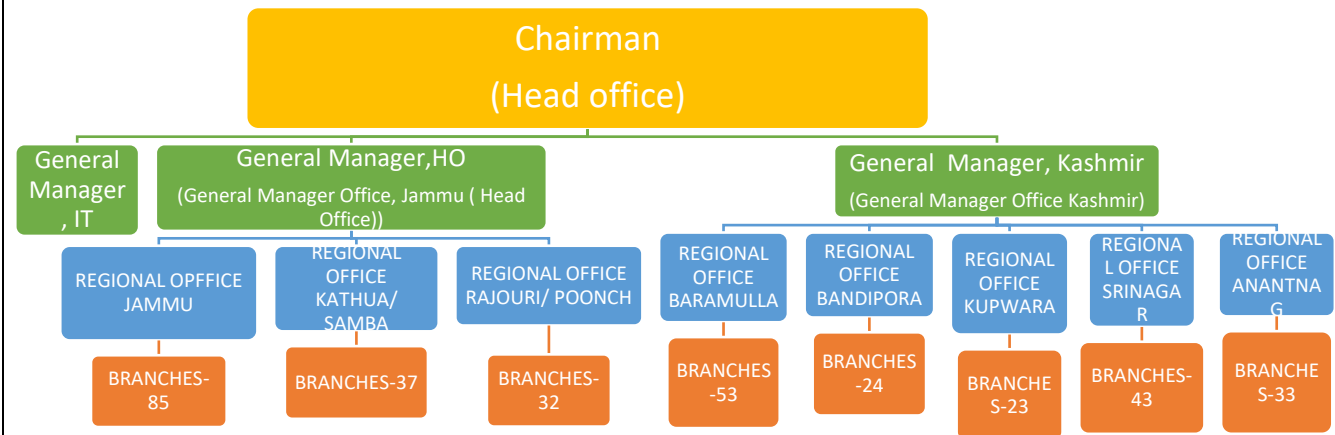 Chairman
(Head office)
General
Manager
, IT
General Manager,HO
(General Manager Office, Jammu ( Head
Office))
General  Manager, Kashmir
(General Manager Office Kashmir)
REGIONAL OPFFICE
JAMMU
REGIONAL
OFFICE
KATHUA/
SAMBA
REGIONAL OFFICE
RAJOURI/ POONCH
REGIONAL
OFFICE
BARAMULLA
REGIONAL
OFFICE
BANDIPORA
REGIONAL
OFFICE
KUPWARA
REGIONA
L OFFICE
SRINAGA
R
REGIONAL
OFFICE
ANANTNA
G
BRANCHES-
85
BRANCHES-37
BRANCHES-
32
BRANCHES
-53
BRANCHES
-24
BRANCHE
S-23
BRANCHES-
43
BRANCHE
S-33